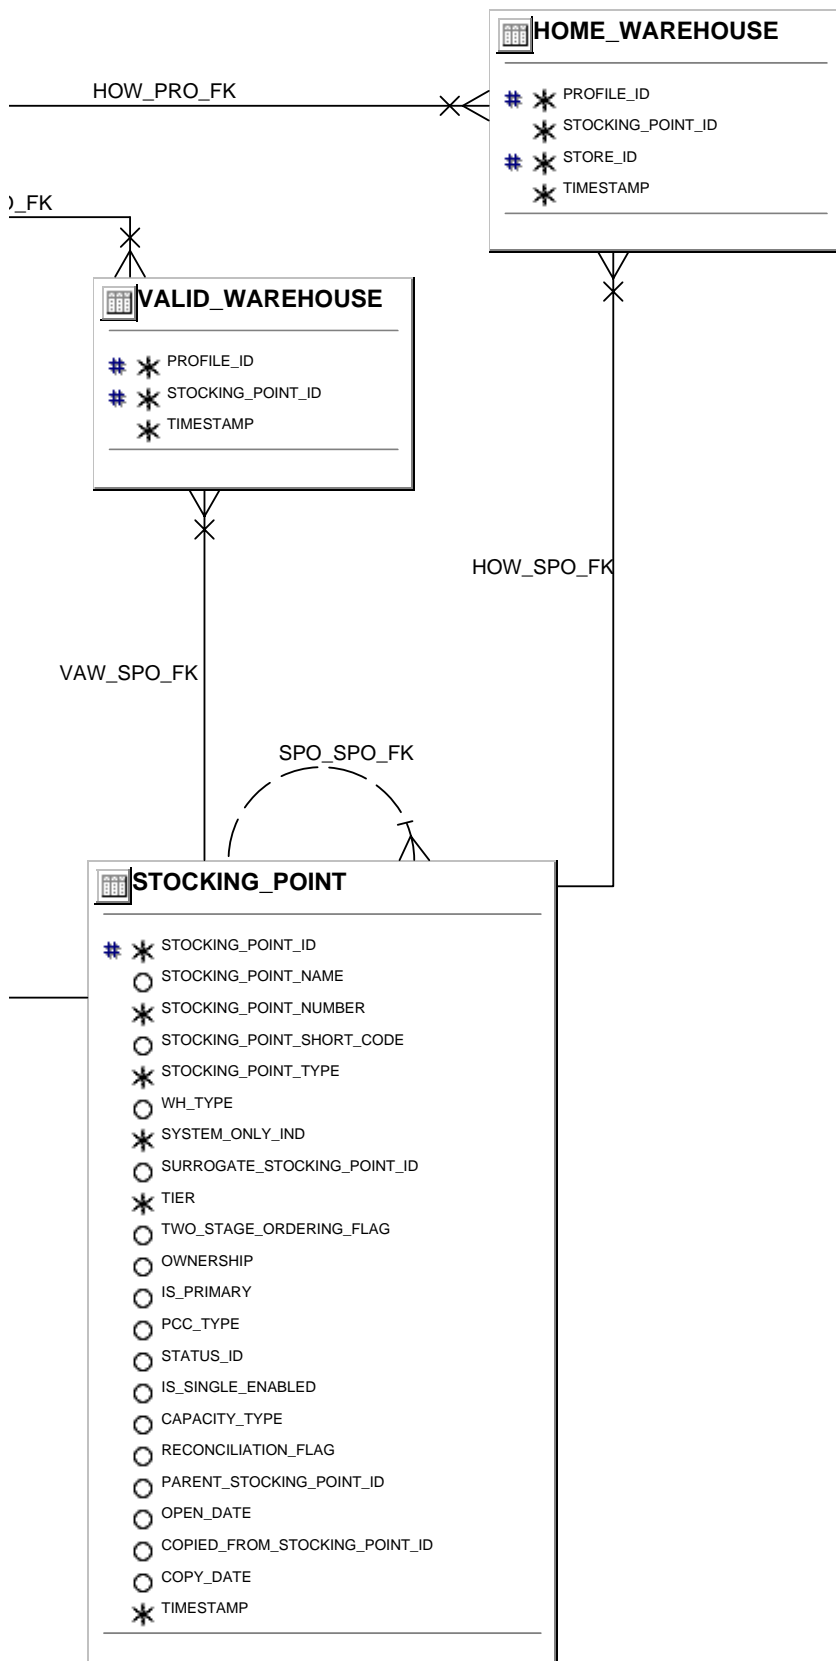 HOME_WAREHOUSE
HOW_PRO_FK
PROFILE_ID
STOCKING_POINT_ID
STORE_ID
TIMESTAMP
_FK
VALID_WAREHOUSE
PROFILE_ID
STOCKING_POINT_ID
TIMESTAMP
HOW_SPO_FK
VAW_SPO_FK
SPO_SPO_FK
STOCKING_POINT
STOCKING_POINT_ID
STOCKING_POINT_NAME
STOCKING_POINT_NUMBER
STOCKING_POINT_SHORT_CODE
STOCKING_POINT_TYPE
WH_TYPE
SYSTEM_ONLY_IND
SURROGATE_STOCKING_POINT_ID
TIER
TWO_STAGE_ORDERING_FLAG
OWNERSHIP
IS_PRIMARY
PCC_TYPE
STATUS_ID
IS_SINGLE_ENABLED
CAPACITY_TYPE
RECONCILIATION_FLAG
PARENT_STOCKING_POINT_ID
OPEN_DATE
COPIED_FROM_STOCKING_POINT_ID
COPY_DATE
TIMESTAMP